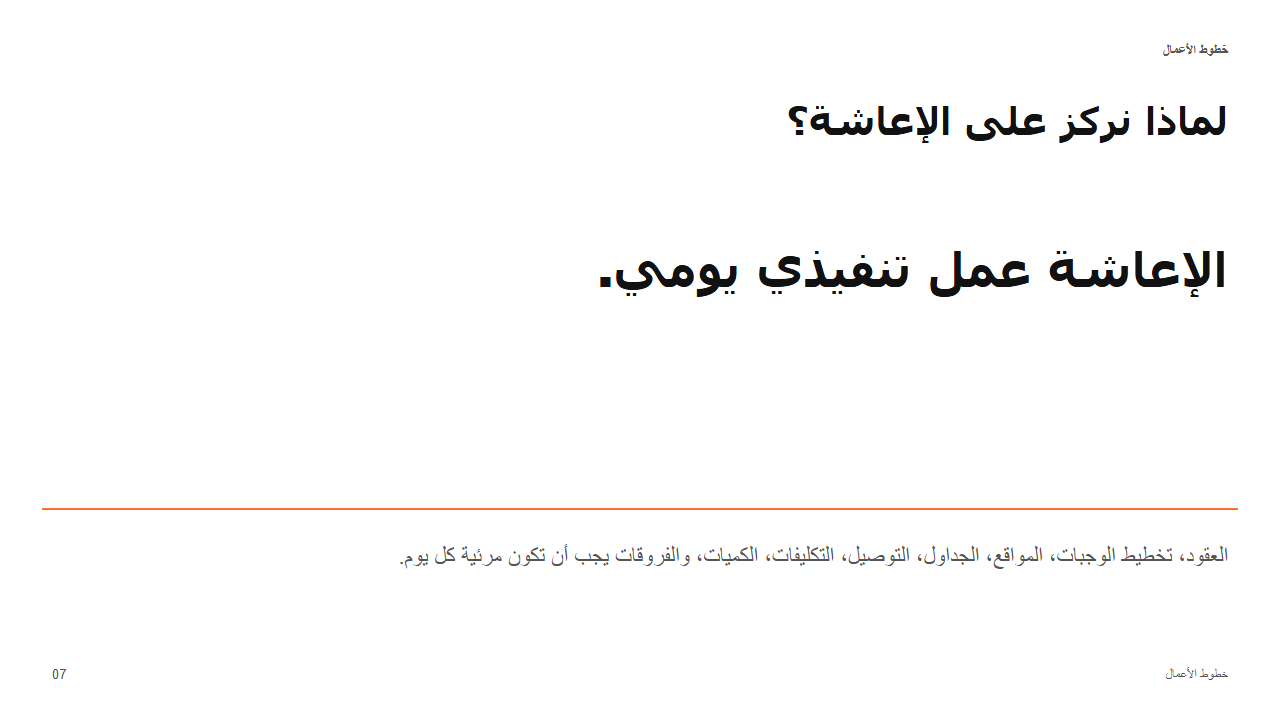 خطوط الأعمال
لماذا نركز على الإعاشة؟
الإعاشة عمل تنفيذي يومي.
العقود، تخطيط الوجبات، المواقع، الجداول، التوصيل، التكليفات، الكميات، والفروقات يجب أن تكون مرئية كل يوم.
خطوط الأعمال
07